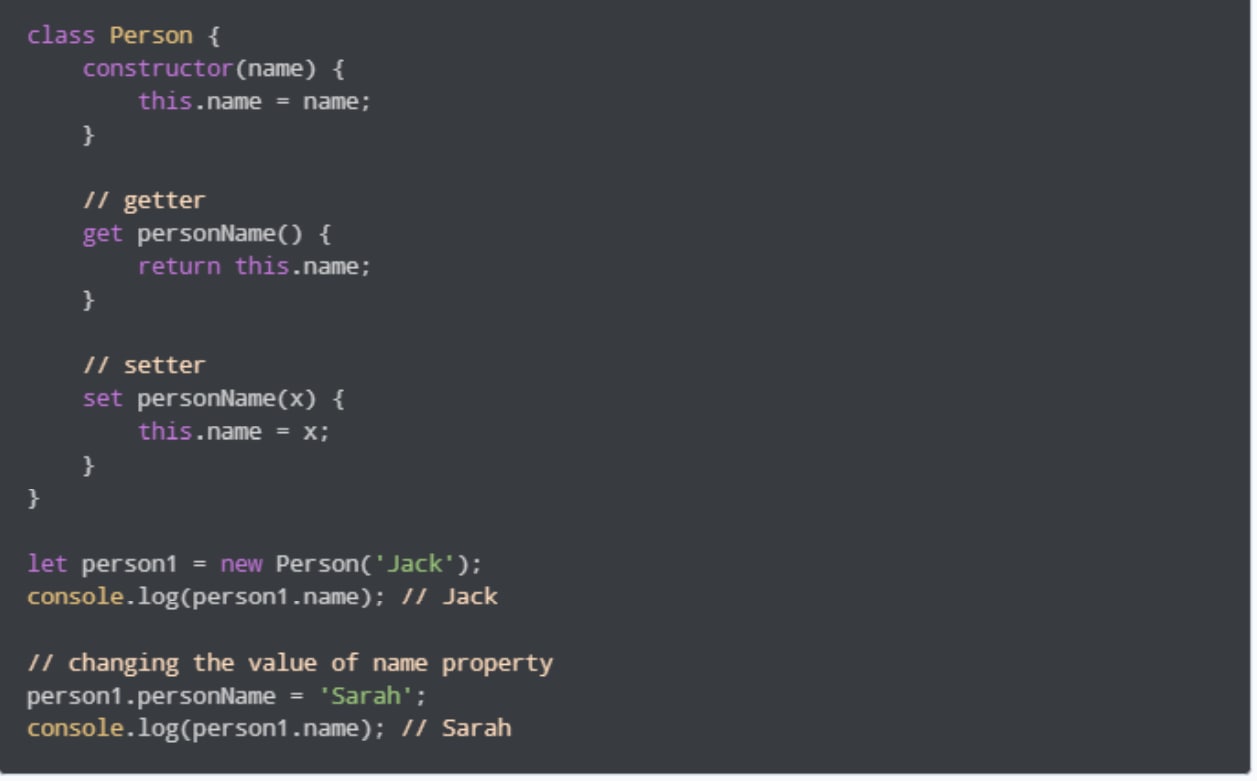 class Person {
    constructor(name) {
        this.name = name;
    }

    // getter
    get personName() {
        return this.name;
    }

    // setter
    set personName(x) {
        this.name = x;
    }
}

let person1 = new Person('Jack');
console.log(person1.name); // Jack

// changing the value of name property
person1.personName = 'Sarah';
console.log(person1.name); // Sarah